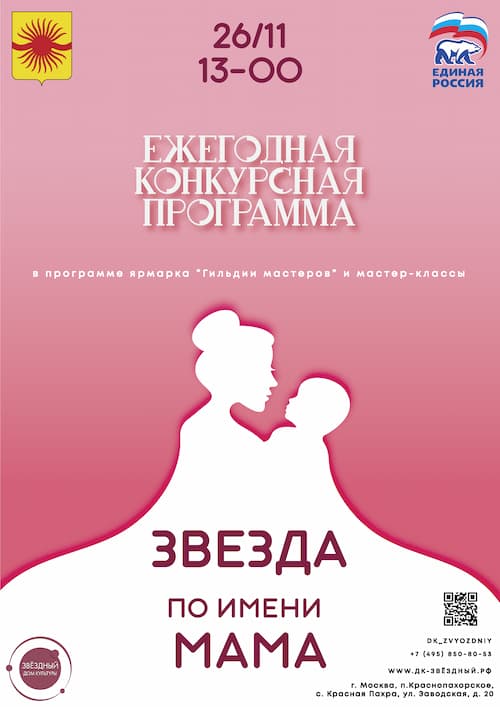 26/11
13-00
ЕДИНАЯ
РОССИЯ
ЕЖЕГОДНАЯ
КОНКУРСНАЯ
ПРОГРАММА
в программе ярмарка "Гильдии мастеров" и мастер-классы
ЗВЕЗДА
ПО ИМЕНИ
МАМА
ЗВЁЗДНЫЙ
ДОМ КУЛЬТУРЫ
DK_ZVYOZDNIY
+7 (495) 850-80-53
WWW.ДК-ЗВЁЗДНЫЙ.РФ
г. Москва, п.Краснопахорское,
с. Красная Пахра, ул. Заводская, д. 20